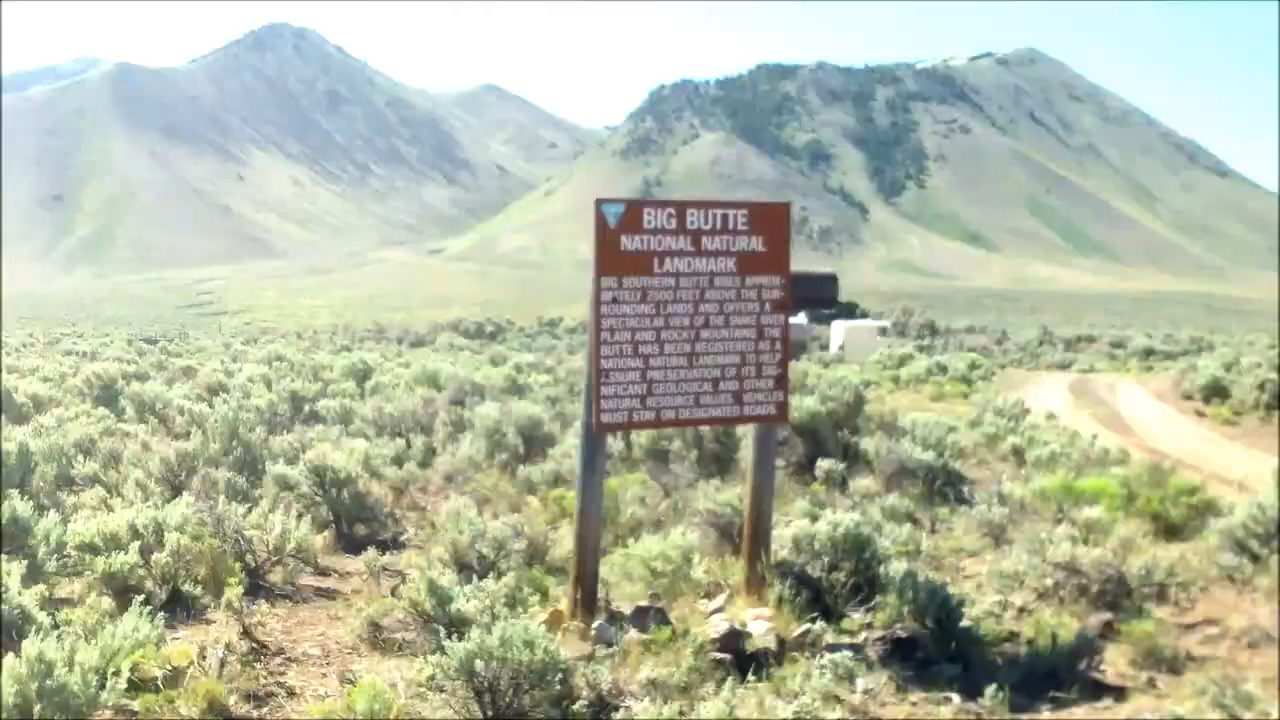 BIG BUTTE
NATIONAL NATURAL
LANDMARK
BIG SOUTHERN BUTTE RISES APPROX-
IMATELY 2500 FEET ABOVE THE SUR-
ROUNDING LANDS AND OFFERS A
SPECTACULAR VIEW OF THE SNAKE RIVER
PLAIN AND ROCKY MOUNTAINS. THE
BUTTE HAS BEEN REGISTERED AS A
NATIONAL NATURAL LANDMARK TO HELP
ASSURE PRESERVATION OF ITS SIG-
NIFICANT GEOLOGICAL AND OTHER
NATURAL RESOURCE VALUES. VEHICLES
MUST STAY ON DESIGNATED ROADS.